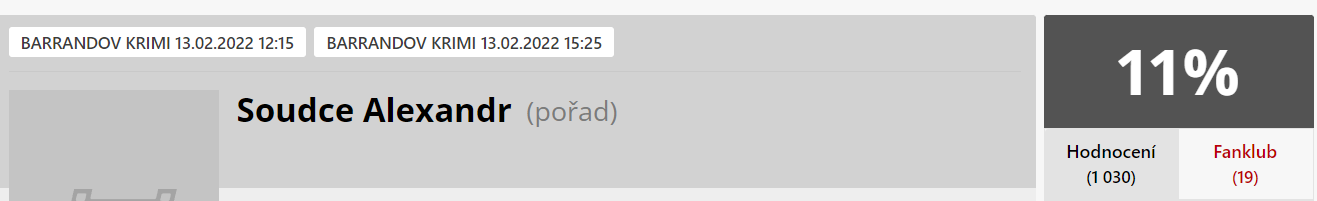 BARRANDOV KRIMI 13.02.2022 12:15 BARRANDOV KRIMI 13.02.2022 15:25
Soudce Alexandr (pořad)
11%
Hodnocení Fanklub
(1 030) (19)